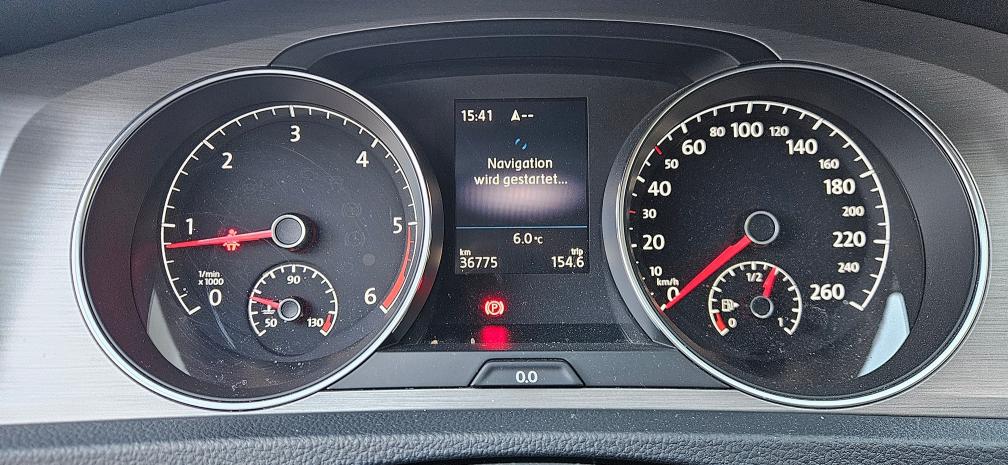 15:41 --
Navigation
wird gestartet...
6.0 °C
km trip
36775 154.6
0 1 2 3 4 5 6
1/min
x 1000
50 90 130
0 10 20 30 40 50 60 80 100 120 140 160 180 200 220 240 260
km/h
0 1/2 1
(P)
0.0